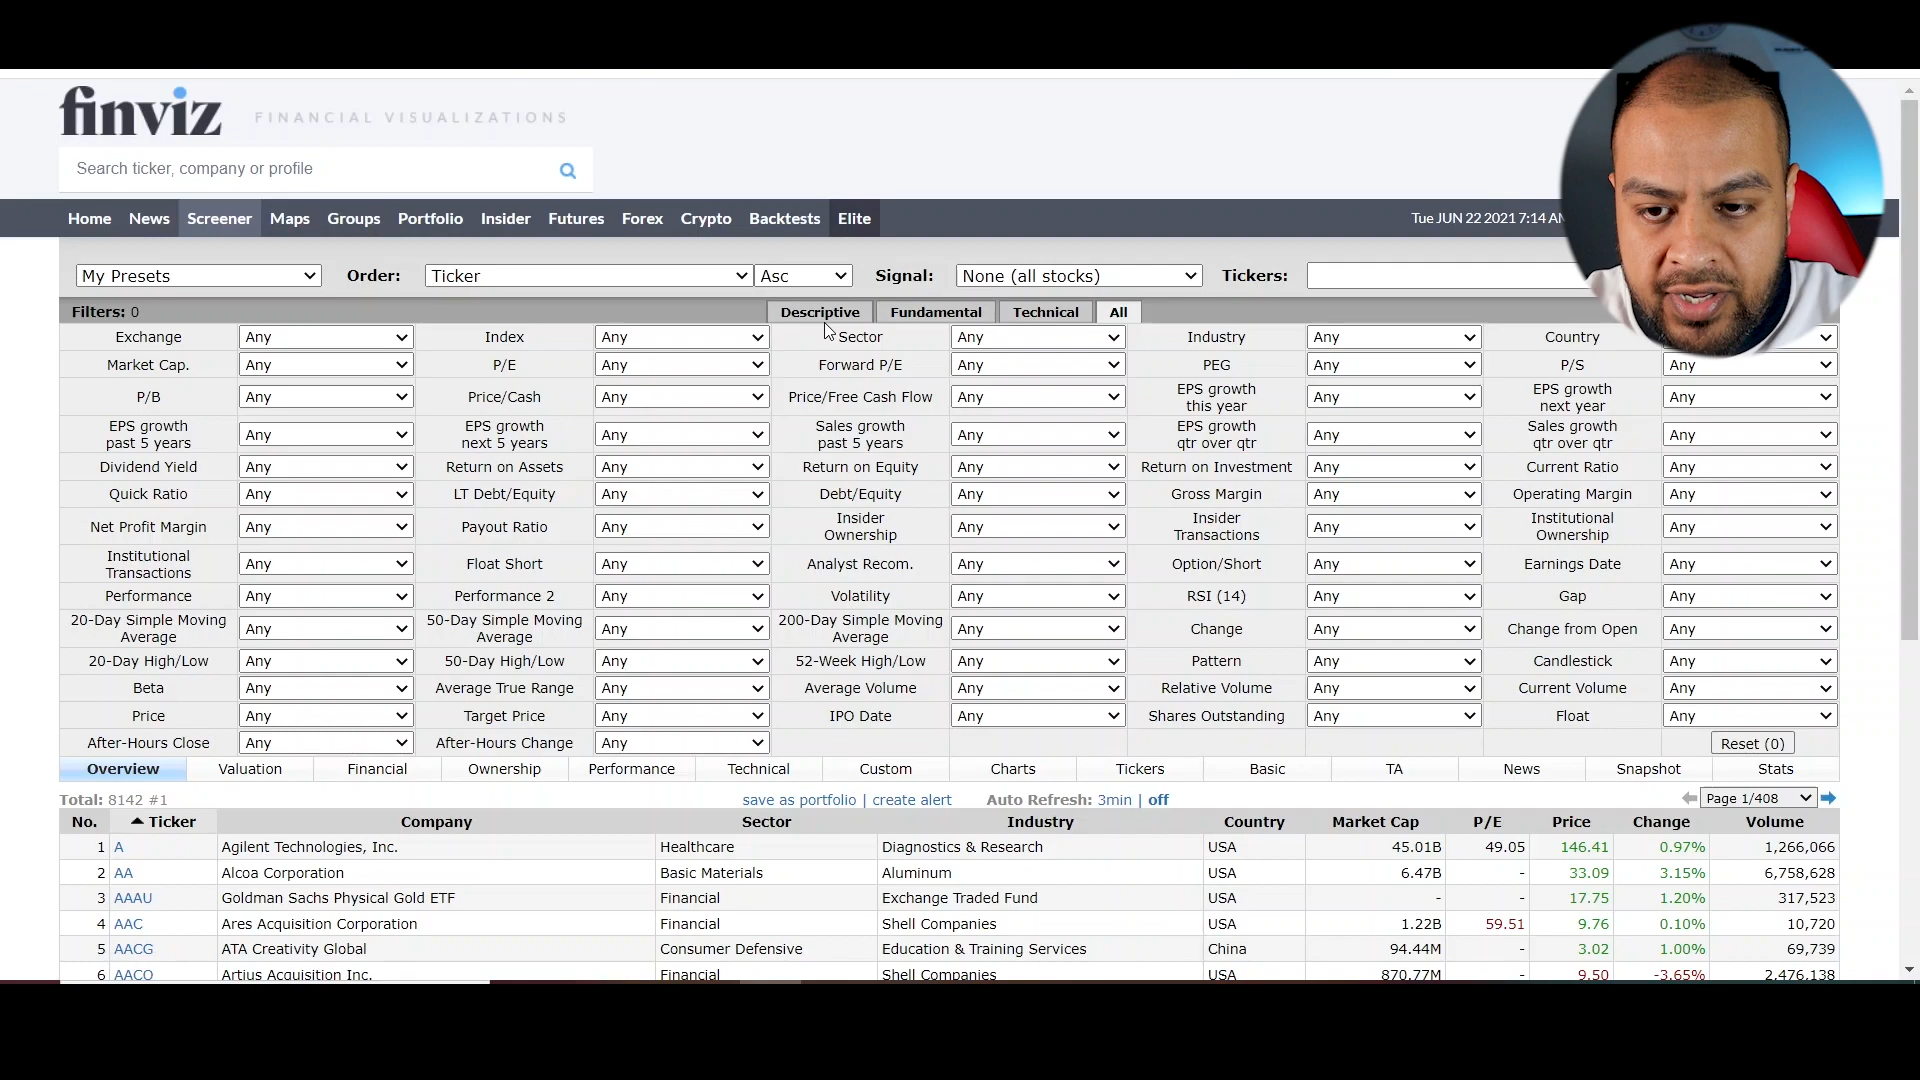 finviz FINANCIAL VISUALIZATIONS
Search ticker, company or profile
Home News Screener Maps Groups Portfolio Insider Futures Forex Crypto Backtests Elite Tue JUN 22 2021 7:14 AM
My Presets Order: Ticker Asc Signal: None (all stocks) Tickers:
Filters: 0 Descriptive Fundamental Technical All
Exchange Any Index Any Sector Any Industry Any Country
Market Cap. Any P/E Any Forward P/E Any PEG Any P/S Any
P/B Any Price/Cash Any Price/Free Cash Flow Any EPS growth this year Any EPS growth next year Any
EPS growth past 5 years Any EPS growth next 5 years Any Sales growth past 5 years Any EPS growth qtr over qtr Any Sales growth qtr over qtr Any
Dividend Yield Any Return on Assets Any Return on Equity Any Return on Investment Any Current Ratio Any
Quick Ratio Any LT Debt/Equity Any Debt/Equity Any Gross Margin Any Operating Margin Any
Net Profit Margin Any Payout Ratio Any Insider Ownership Any Insider Transactions Any Institutional Ownership Any
Institutional Transactions Any Float Short Any Analyst Recom. Any Option/Short Any Earnings Date Any
Performance Any Performance 2 Any Volatility Any RSI (14) Any Gap Any
20-Day Simple Moving Average Any 50-Day Simple Moving Average Any 200-Day Simple Moving Average Any Change Any Change from Open Any
20-Day High/Low Any 50-Day High/Low Any 52-Week High/Low Any Pattern Any Candlestick Any
Beta Any Average True Range Any Average Volume Any Relative Volume Any Current Volume Any
Price Any Target Price Any IPO Date Any Shares Outstanding Any Float Any
After-Hours Close Any After-Hours Change Any Reset (0)
Overview Valuation Financial Ownership Performance Technical Custom Charts Tickers Basic TA News Snapshot Stats
Total: 8142 #1 save as portfolio | create alert Auto Refresh: 3min | off Page 1/408
No. Ticker Company Sector Industry Country Market Cap P/E Price Change Volume
1 A Agilent Technologies, Inc. Healthcare Diagnostics & Research USA 45.01B 49.05 146.41 0.97% 1,266,066
2 AA Alcoa Corporation Basic Materials Aluminum USA 6.47B - 33.09 3.15% 6,758,628
3 AAAU Goldman Sachs Physical Gold ETF Financial Exchange Traded Fund USA - - 17.75 1.20% 317,523
4 AAC Ares Acquisition Corporation Financial Shell Companies USA 1.22B 59.51 9.76 0.10% 10,720
5 AACG ATA Creativity Global Consumer Defensive Education & Training Services China 94.44M - 3.02 1.00% 69,739
6 AACQ Artius Acquisition Inc. Financial Shell Companies USA 870.77M - 9.50 -3.65% 2,476,138